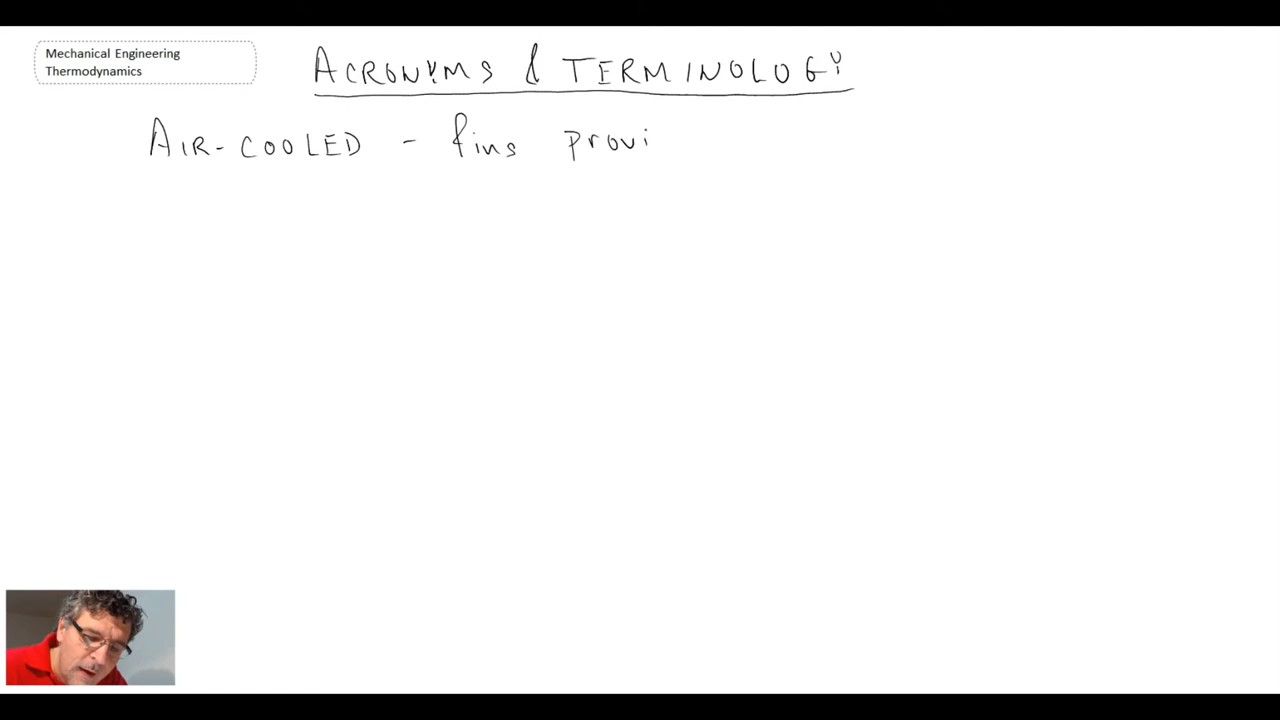 Mechanical Engineering
Thermodynamics
ACRONYMS & TERMINOLOGY
AIR-COOLED - fins provi